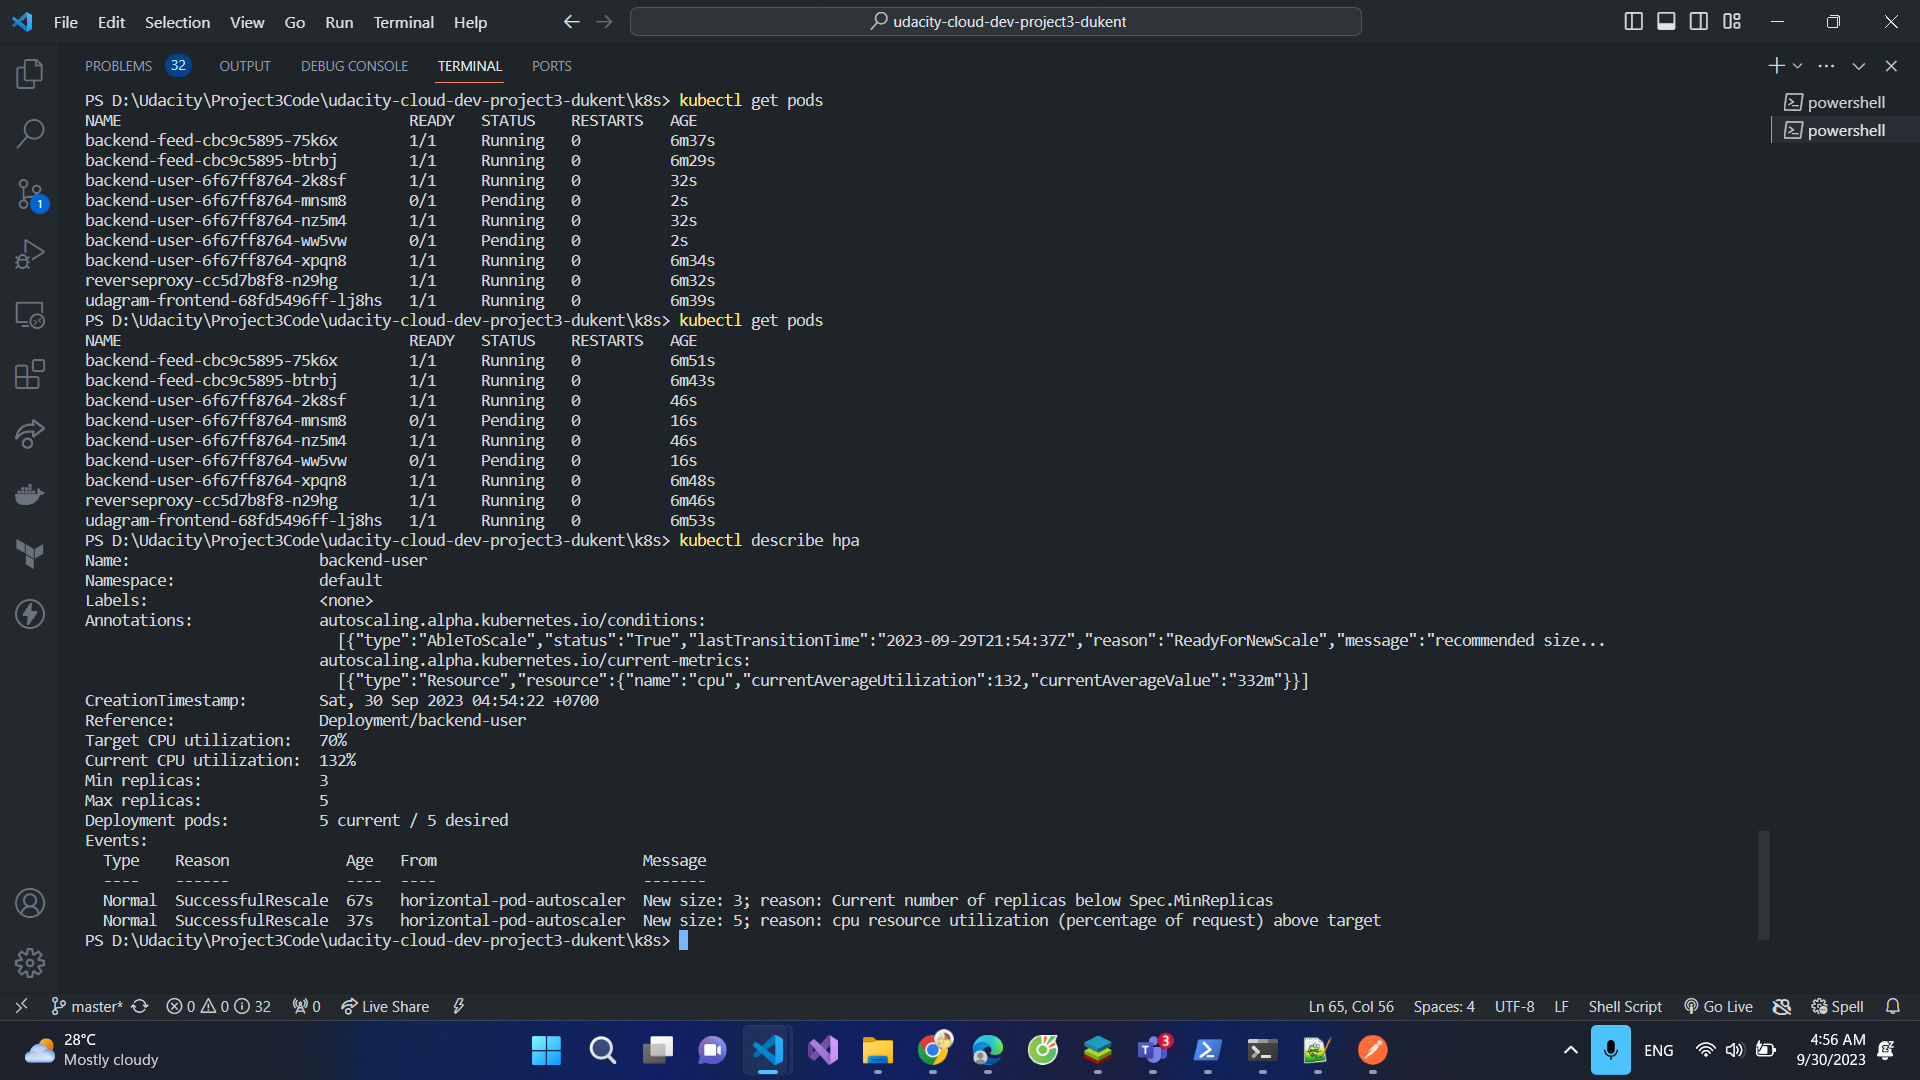 File Edit Selection View Go Run Terminal Help
udacity-cloud-dev-project3-dukent
PROBLEMS 32 OUTPUT DEBUG CONSOLE TERMINAL PORTS
powershell
powershell
PS D:\Udacity\Project3Code\udacity-cloud-dev-project3-dukent\k8s> kubectl get pods
NAME READY STATUS RESTARTS AGE
backend-feed-cbc9c5895-75k6x 1/1 Running 0 6m37s
backend-feed-cbc9c5895-btrbj 1/1 Running 0 6m29s
backend-user-6f67ff8764-2k8sf 1/1 Running 0 32s
backend-user-6f67ff8764-mnsm8 0/1 Pending 0 2s
backend-user-6f67ff8764-nz5m4 1/1 Running 0 32s
backend-user-6f67ff8764-ww5vw 0/1 Pending 0 2s
backend-user-6f67ff8764-xpqn8 1/1 Running 0 6m34s
reverseproxy-cc5d7b8f8-n29hg 1/1 Running 0 6m32s
udagram-frontend-68fd5496ff-lj8hs 1/1 Running 0 6m39s
PS D:\Udacity\Project3Code\udacity-cloud-dev-project3-dukent\k8s> kubectl get pods
NAME READY STATUS RESTARTS AGE
backend-feed-cbc9c5895-75k6x 1/1 Running 0 6m51s
backend-feed-cbc9c5895-btrbj 1/1 Running 0 6m43s
backend-user-6f67ff8764-2k8sf 1/1 Running 0 46s
backend-user-6f67ff8764-mnsm8 0/1 Pending 0 16s
backend-user-6f67ff8764-nz5m4 1/1 Running 0 46s
backend-user-6f67ff8764-ww5vw 0/1 Pending 0 16s
backend-user-6f67ff8764-xpqn8 1/1 Running 0 6m48s
reverseproxy-cc5d7b8f8-n29hg 1/1 Running 0 6m46s
udagram-frontend-68fd5496ff-lj8hs 1/1 Running 0 6m53s
PS D:\Udacity\Project3Code\udacity-cloud-dev-project3-dukent\k8s> kubectl describe hpa
Name: backend-user
Namespace: default
Labels: <none>
Annotations: autoscaling.alpha.kubernetes.io/conditions:
[{"type":"AbleToScale","status":"True","lastTransitionTime":"2023-09-29T21:54:37Z","reason":"ReadyForNewScale","message":"recommended size...
autoscaling.alpha.kubernetes.io/current-metrics:
[{"type":"Resource","resource":{"name":"cpu","currentAverageUtilization":132,"currentAverageValue":"332m"}}]
CreationTimestamp: Sat, 30 Sep 2023 04:54:22 +0700
Reference: Deployment/backend-user
Target CPU utilization: 70%
Current CPU utilization: 132%
Min replicas: 3
Max replicas: 5
Deployment pods: 5 current / 5 desired
Events:
Type Reason Age From Message
---- ------ ---- ---- -------
Normal SuccessfulRescale 67s horizontal-pod-autoscaler New size: 3; reason: Current number of replicas below Spec.MinReplicas
Normal SuccessfulRescale 37s horizontal-pod-autoscaler New size: 5; reason: cpu resource utilization (percentage of request) above target
PS D:\Udacity\Project3Code\udacity-cloud-dev-project3-dukent\k8s>
1
master* 0 0 32 0 Live Share Ln 65, Col 56 Spaces: 4 UTF-8 LF Shell Script Go Live Spell
28°C
Mostly cloudy
3
ENG
4:56 AM
9/30/2023